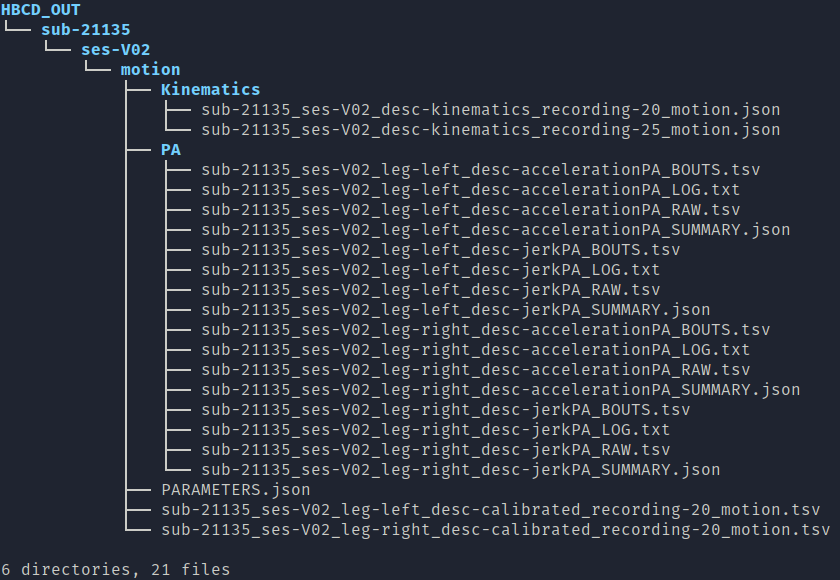 HBCD_OUT
└── sub-21135
    └── ses-V02
        └── motion
            ├── Kinematics
            │   ├── sub-21135_ses-V02_desc-kinematics_recording-20_motion.json
            │   └── sub-21135_ses-V02_desc-kinematics_recording-25_motion.json
            ├── PA
            │   ├── sub-21135_ses-V02_leg-left_desc-accelerationPA_BOUTS.tsv
            │   ├── sub-21135_ses-V02_leg-left_desc-accelerationPA_LOG.txt
            │   ├── sub-21135_ses-V02_leg-left_desc-accelerationPA_RAW.tsv
            │   ├── sub-21135_ses-V02_leg-left_desc-accelerationPA_SUMMARY.json
            │   ├── sub-21135_ses-V02_leg-left_desc-jerkPA_BOUTS.tsv
            │   ├── sub-21135_ses-V02_leg-left_desc-jerkPA_LOG.txt
            │   ├── sub-21135_ses-V02_leg-left_desc-jerkPA_RAW.tsv
            │   ├── sub-21135_ses-V02_leg-left_desc-jerkPA_SUMMARY.json
            │   ├── sub-21135_ses-V02_leg-right_desc-accelerationPA_BOUTS.tsv
            │   ├── sub-21135_ses-V02_leg-right_desc-accelerationPA_LOG.txt
            │   ├── sub-21135_ses-V02_leg-right_desc-accelerationPA_RAW.tsv
            │   ├── sub-21135_ses-V02_leg-right_desc-accelerationPA_SUMMARY.json
            │   ├── sub-21135_ses-V02_leg-right_desc-jerkPA_BOUTS.tsv
            │   ├── sub-21135_ses-V02_leg-right_desc-jerkPA_LOG.txt
            │   ├── sub-21135_ses-V02_leg-right_desc-jerkPA_RAW.tsv
            │   └── sub-21135_ses-V02_leg-right_desc-jerkPA_SUMMARY.json
            ├── PARAMETERS.json
            ├── sub-21135_ses-V02_leg-left_desc-calibrated_recording-20_motion.tsv
            └── sub-21135_ses-V02_leg-right_desc-calibrated_recording-20_motion.tsv

6 directories, 21 files